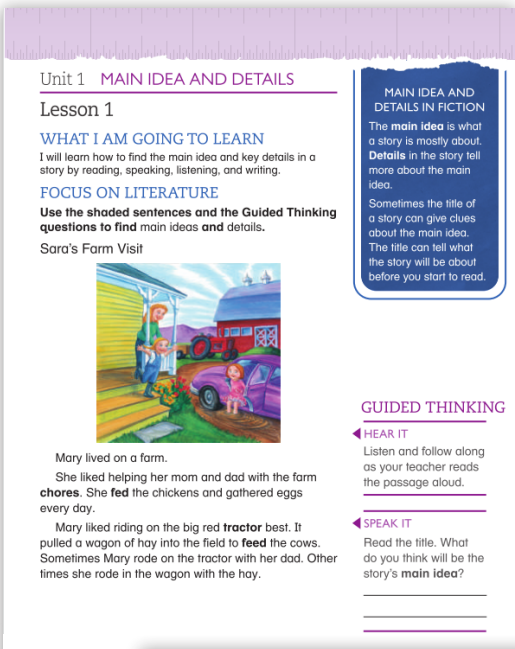 Unit 1 MAIN IDEA AND DETAILS
Lesson 1
WHAT I AM GOING TO LEARN
I will learn how to find the main idea and key details in a
story by reading, speaking, listening, and writing.
FOCUS ON LITERATURE
Use the shaded sentences and the Guided Thinking
questions to find main ideas and details.
Sara's Farm Visit
Mary lived on a farm.
She liked helping her mom and dad with the farm
chores. She fed the chickens and gathered eggs
every day.
Mary liked riding on the big red tractor best. It
pulled a wagon of hay into the field to feed the cows.
Sometimes Mary rode on the tractor with her dad. Other
times she rode in the wagon with the hay.
MAIN IDEA AND
DETAILS IN FICTION
The main idea is what
a story is mostly about.
Details in the story tell
more about the main
idea.
Sometimes the title of
a story can give clues
about the main idea.
The title can tell what
the story will be about
before you start to read.
GUIDED THINKING
HEAR IT
Listen and follow along
as your teacher reads
the passage aloud.
SPEAK IT
Read the title. What
do you think will be the
story's main idea?